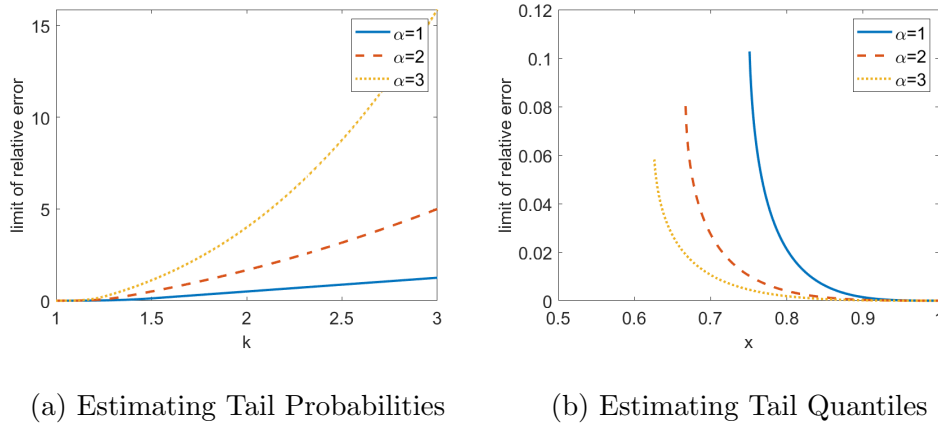 15
10
5
0
1
1.5
2
2.5
3
k
limit of relative error
α=1
α=2
α=3
0.12
0.1
0.08
0.06
0.04
0.02
0
0.5
0.6
0.7
0.8
0.9
1
x
limit of relative error
α=1
α=2
α=3
(a) Estimating Tail Probabilities
(b) Estimating Tail Quantiles